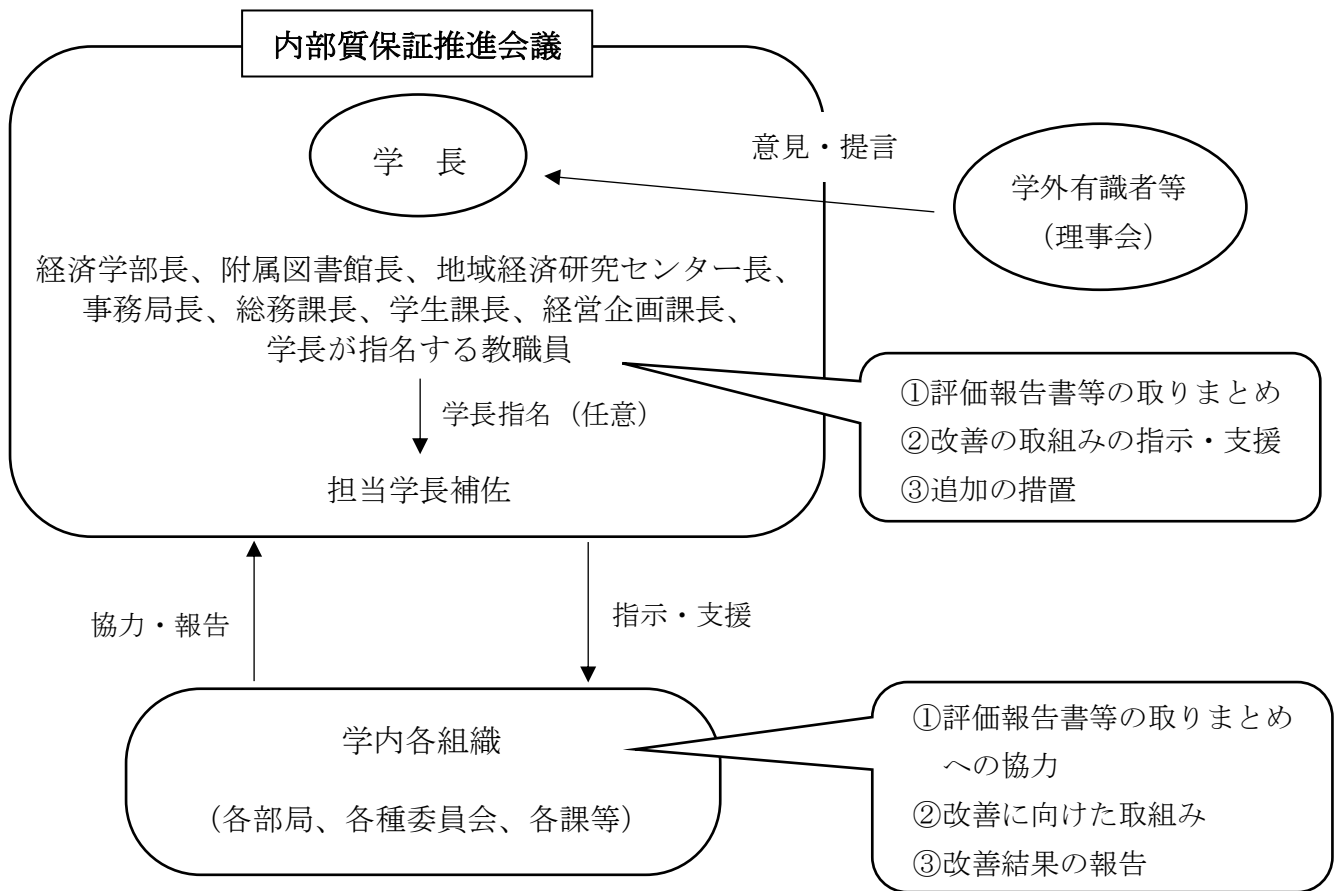 内部質保証推進会議
学　長
意見・提言
学外有識者等
（理事会）
経済学部長、附属図書館長、地域経済研究センター長、
事務局長、総務課長、学生課長、経営企画課長、
学長が指名する教職員
学長指名（任意）
担当学長補佐
①評価報告書等の取りまとめ
②改善の取組みの指示・支援
③追加の措置
協力・報告
指示・支援
学内各組織
（各部局、各種委員会、各課等）
①評価報告書等の取りまとめ
への協力
②改善に向けた取組み
③改善結果の報告